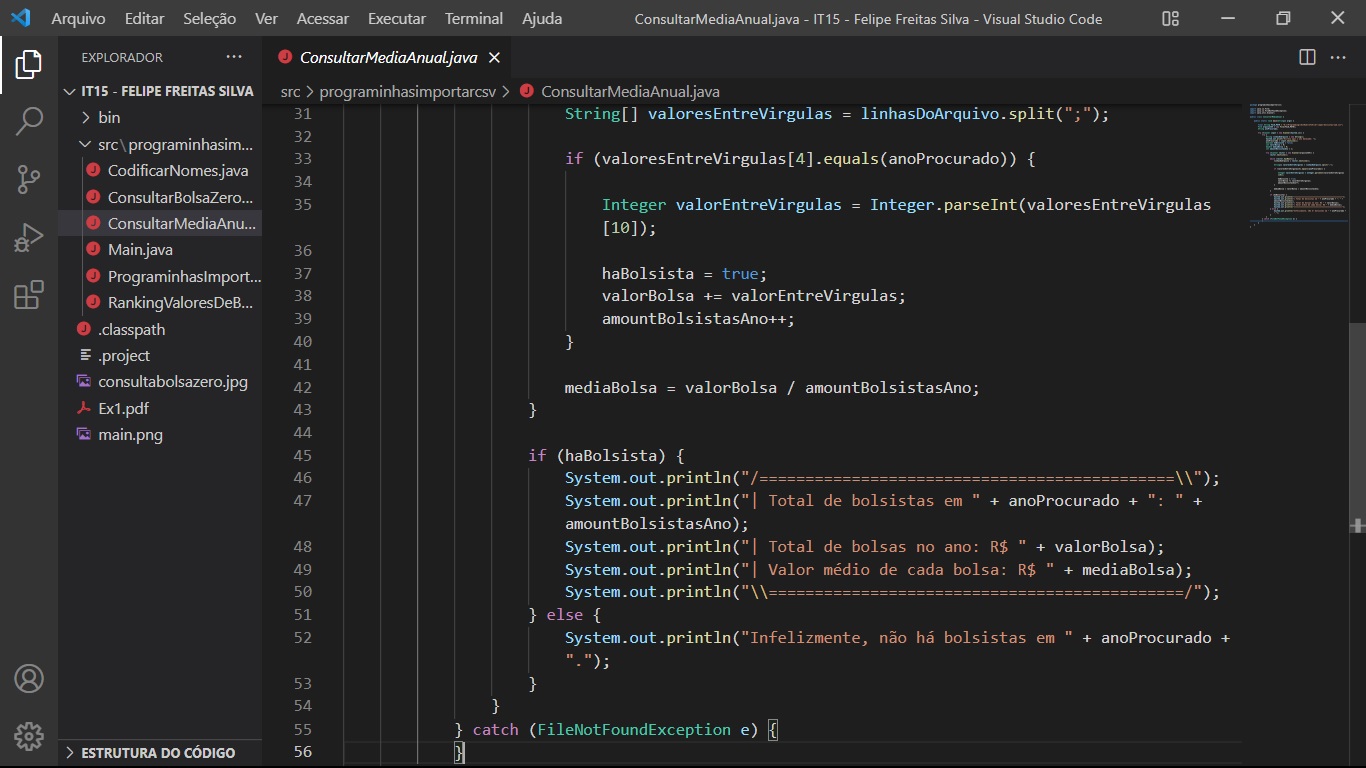 Arquivo Editar Seleção Ver Acessar Executar Terminal Ajuda ConsultarMediaAnual.java - IT15 - Felipe Freitas Silva - Visual Studio Code
EXPLORADOR
IT15 - FELIPE FREITAS SILVA
bin
src\programinhasim...
CodificarNomes.java
ConsultarBolsaZero...
ConsultarMediaAnu...
Main.java
PrograminhasImport...
RankingValoresDeB...
.classpath
.project
consultabolsazero.jpg
Ex1.pdf
main.png
ESTRUTURA DO CÓDIGO
ConsultarMediaAnual.java
src > programinhasimportarcsv > ConsultarMediaAnual.java
31 String[] valoresEntreVirgulas = linhasDoArquivo.split(";");
32
33 if (valoresEntreVirgulas[4].equals(anoProcurado)) {
34
35 Integer valorEntreVirgulas = Integer.parseInt(valoresEntreVirgulas
[10]);
36
37 haBolsista = true;
38 valorBolsa += valorEntreVirgulas;
39 amountBolsistasAno++;
40 }
41
42 mediaBolsa = valorBolsa / amountBolsistasAno;
43 }
44
45 if (haBolsista) {
46 System.out.println("/=============================================\\");
47 System.out.println("| Total de bolsistas em " + anoProcurado + ": " +
amountBolsistasAno);
48 System.out.println("| Total de bolsas no ano: R$ " + valorBolsa);
49 System.out.println("| Valor médio de cada bolsa: R$ " + mediaBolsa);
50 System.out.println("\\=============================================/");
51 } else {
52 System.out.println("Infelizmente, não há bolsistas em " + anoProcurado +
".");
53 }
54 }
55 } catch (FileNotFoundException e) {
56 }